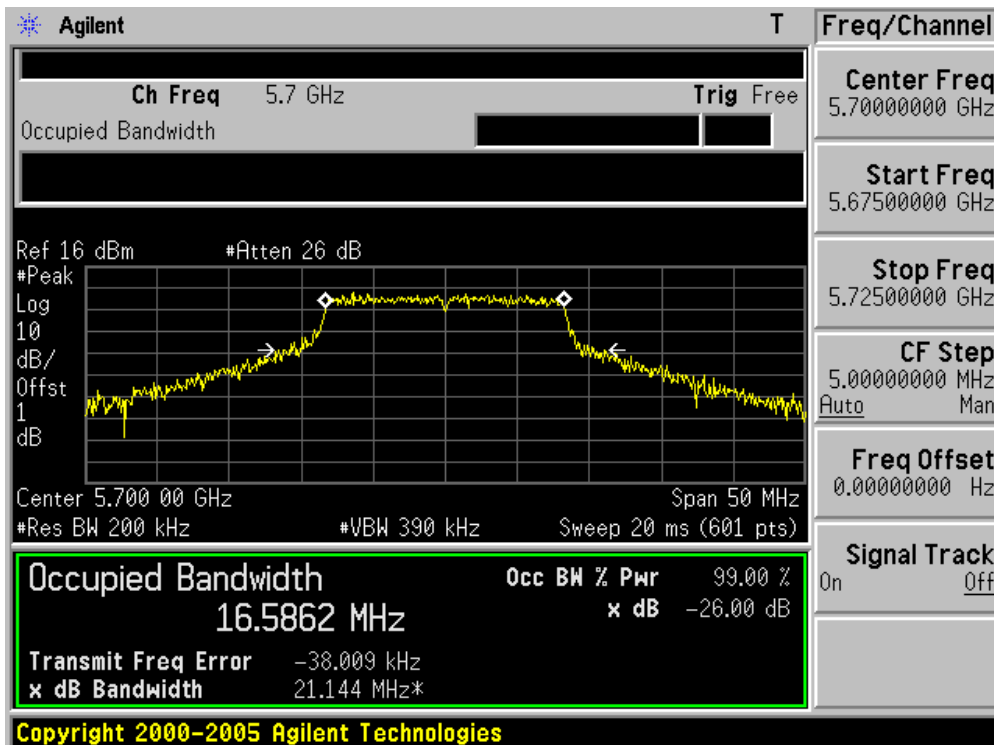 Agilent T
Ch Freq 5.7 GHz Trig Free
Occupied Bandwidth
Ref 16 dBm #Atten 26 dB
#Peak
Log
10
dB/
Offst
1
dB
Center 5.700 00 GHz Span 50 MHz
#Res BW 200 kHz #VBW 390 kHz Sweep 20 ms (601 pts)
Occupied Bandwidth
16.5862 MHz
Occ BW % Pwr 99.00 %
x dB -26.00 dB
Transmit Freq Error -38.009 kHz
x dB Bandwidth 21.144 MHz*
Copyright 2000-2005 Agilent Technologies
Freq/Channel
Center Freq
5.70000000 GHz
Start Freq
5.67500000 GHz
Stop Freq
5.72500000 GHz
CF Step
5.00000000 MHz
Auto Man
Freq Offset
0.00000000 Hz
Signal Track
On Off